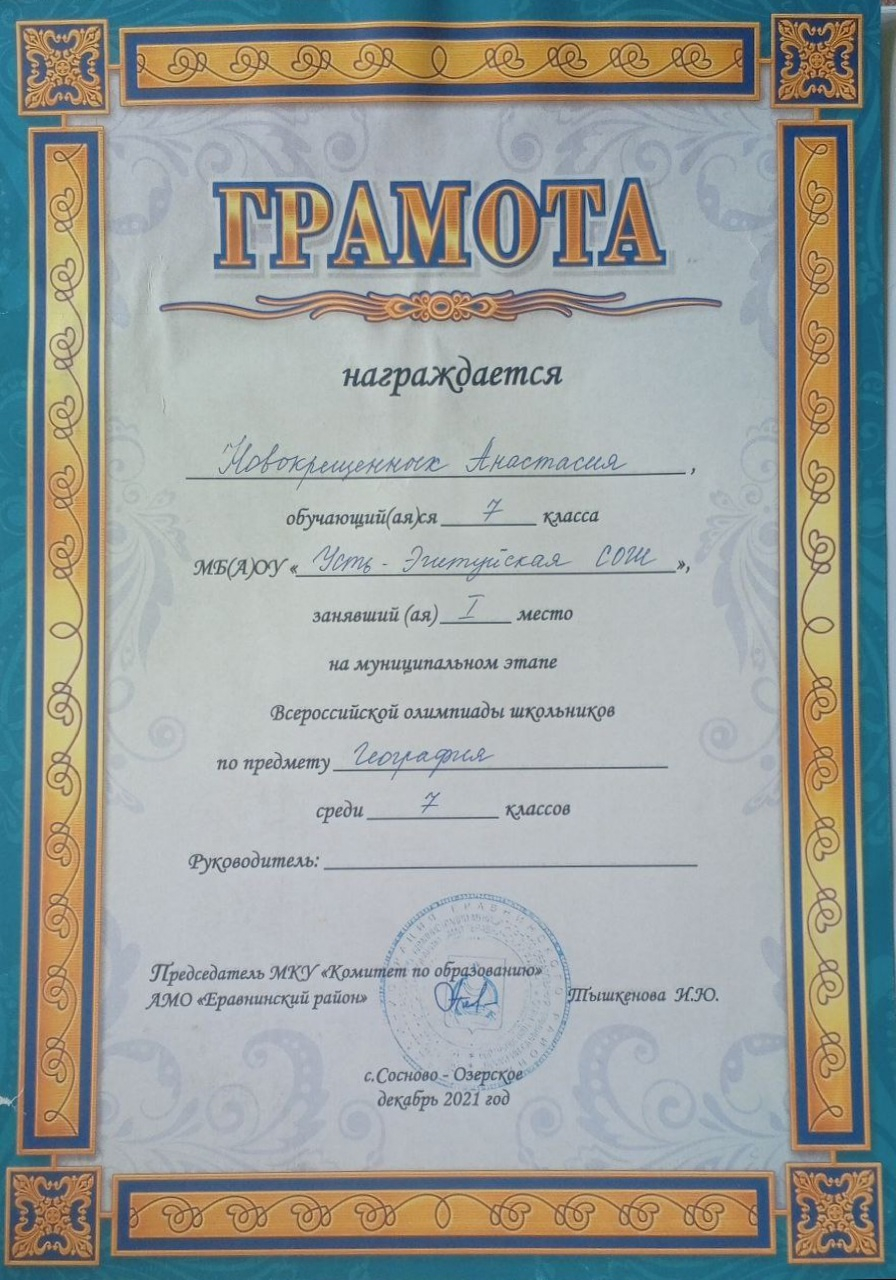 ГРАМОТА
награждается
Новокрещенных Анастасия,
обучающий(ая)ся 7 класса
МБ(А)ОУ «Усть - Эгитуйская СОШ»,
занявший (ая) I место
на муниципальном этапе
Всероссийской олимпиады школьников
по предмету География
среди 7 классов
Руководитель:
Председатель МКУ «Комитет по образованию»
АМО «Еравнинский район» Тышкенова И.Ю.
с.Сосново - Озерское
декабрь 2021 год